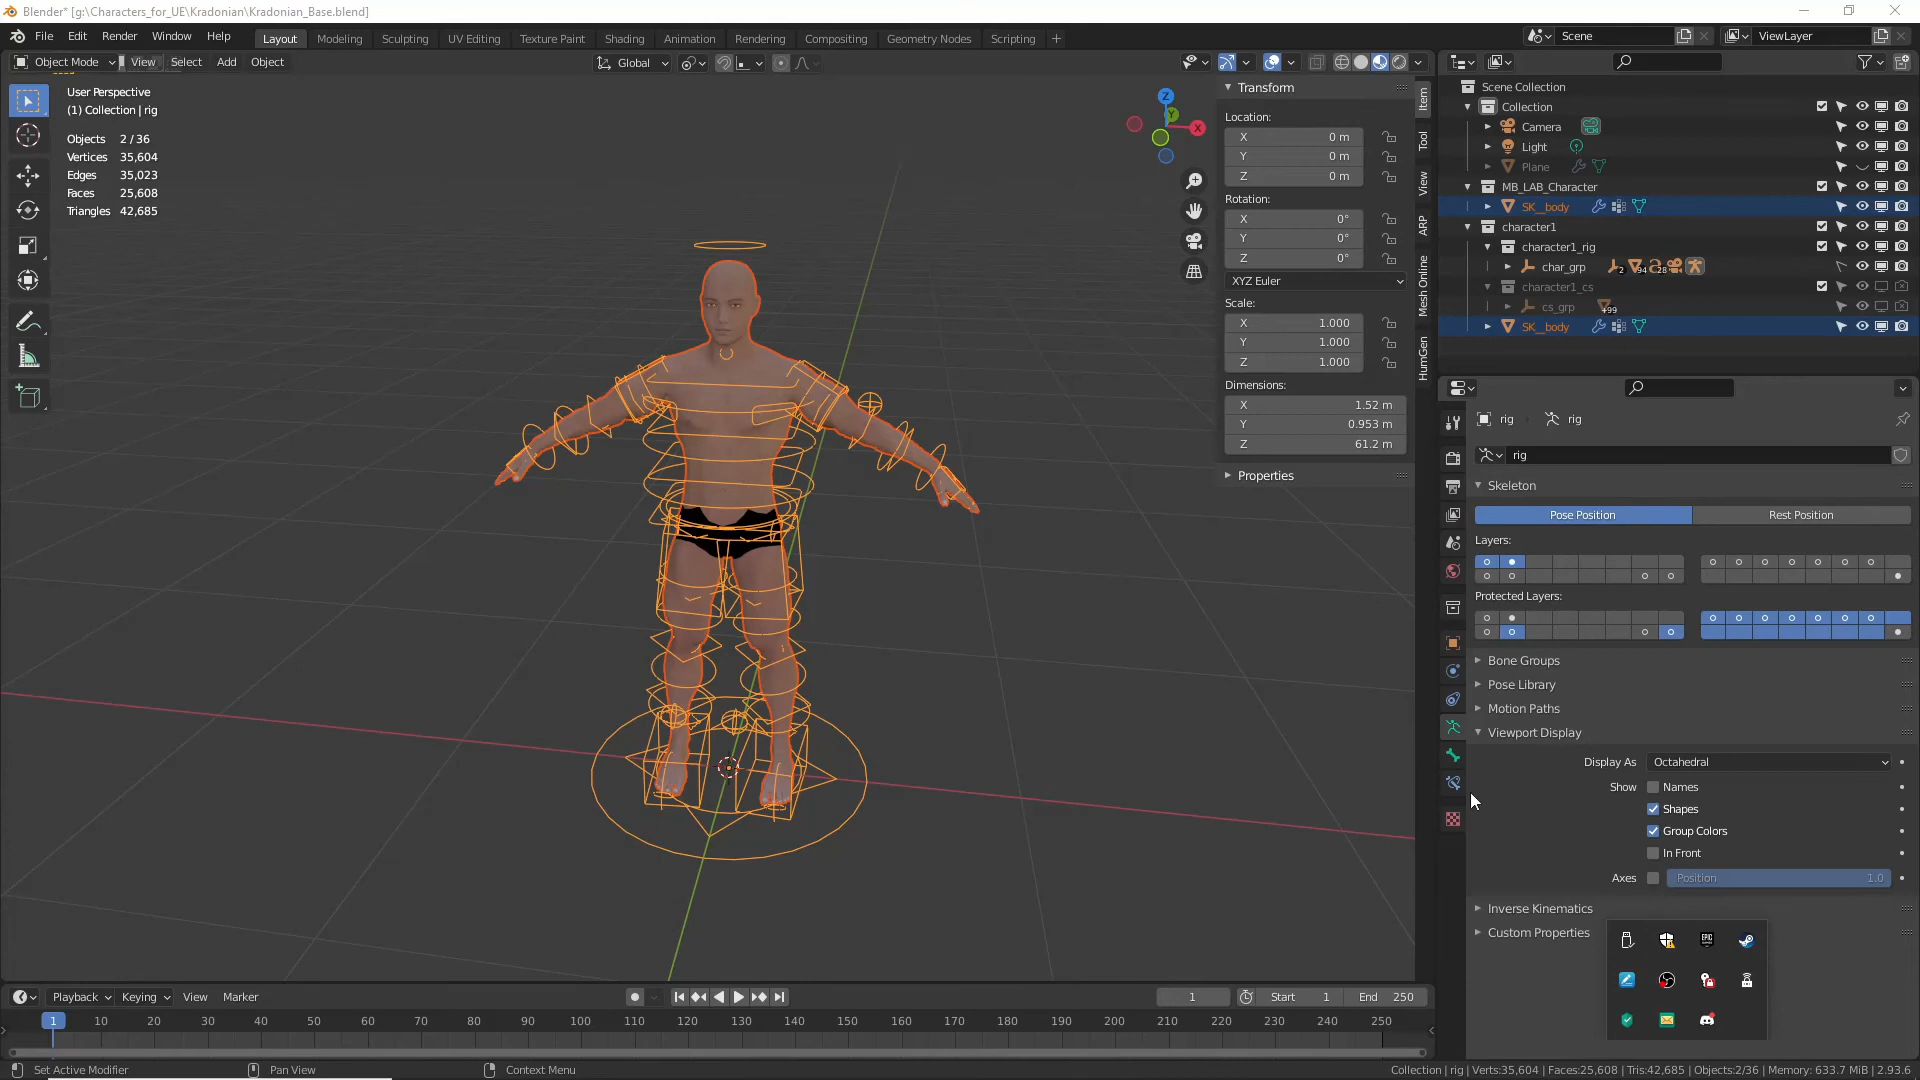 Blender* [g:\Characters_for_UE\Kradonian\Kradonian_Base.blend]
File Edit Render Window Help
Layout Modeling Sculpting UV Editing Texture Paint Shading Animation Rendering Compositing Geometry Nodes Scripting
Scene
ViewLayer
Object Mode View Select Add Object
Global
User Perspective
(1) Collection | rig
Objects 2 / 36
Vertices 35,604
Edges 35,023
Faces 25,608
Triangles 42,685
Z
Y
X
Transform
Location:
X 0 m
Y 0 m
Z 0 m
Rotation:
X 0°
Y 0°
Z 0°
XYZ Euler
Scale:
X 1.000
Y 1.000
Z 1.000
Dimensions:
X 1.52 m
Y 0.953 m
Z 61.2 m
Properties
Item
Tool
View
ARP
Mesh Online
HumGen
Scene Collection
Collection
Camera
Light
Plane
MB_LAB_Character
SK_body
character1
character1_rig
char_grp 2 94 28
character1_cs
cs_grp +99
SK_body
rig rig
rig
Skeleton
Pose Position Rest Position
Layers:
Protected Layers:
Bone Groups
Pose Library
Motion Paths
Viewport Display
Display As Octahedral
Show Names
Shapes
Group Colors
In Front
Axes Position 1.0
Inverse Kinematics
Custom Properties
EPIC
Playback Keying View Marker
1 Start 1 End 250
1 10 20 30 40 50 60 70 80 90 100 110 120 130 140 150 160 170 180 190 200 210 220 230 240 250
Set Active Modifier Pan View Context Menu
Collection | rig | Verts:35,604 | Faces:25,608 | Tris:42,685 | Objects:2/36 | Memory: 633.7 MiB | 2.93.6